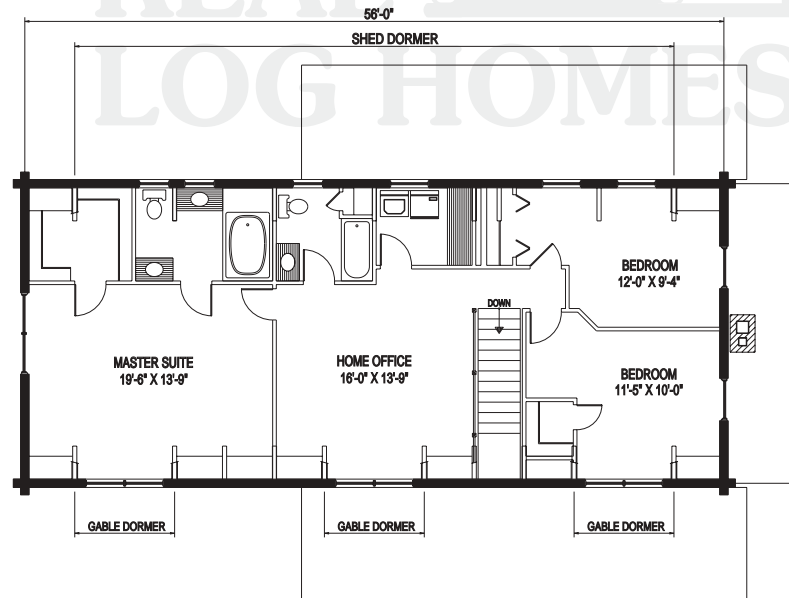 REAL
LOG HOMES
56'-0"
SHED DORMER
BEDROOM
12'-0" X 9'-4"
DOWN
MASTER SUITE
19'-6" X 13'-9"
HOME OFFICE
16'-0" X 13'-9"
BEDROOM
11'-5" X 10'-0"
GABLE DORMER
GABLE DORMER
GABLE DORMER